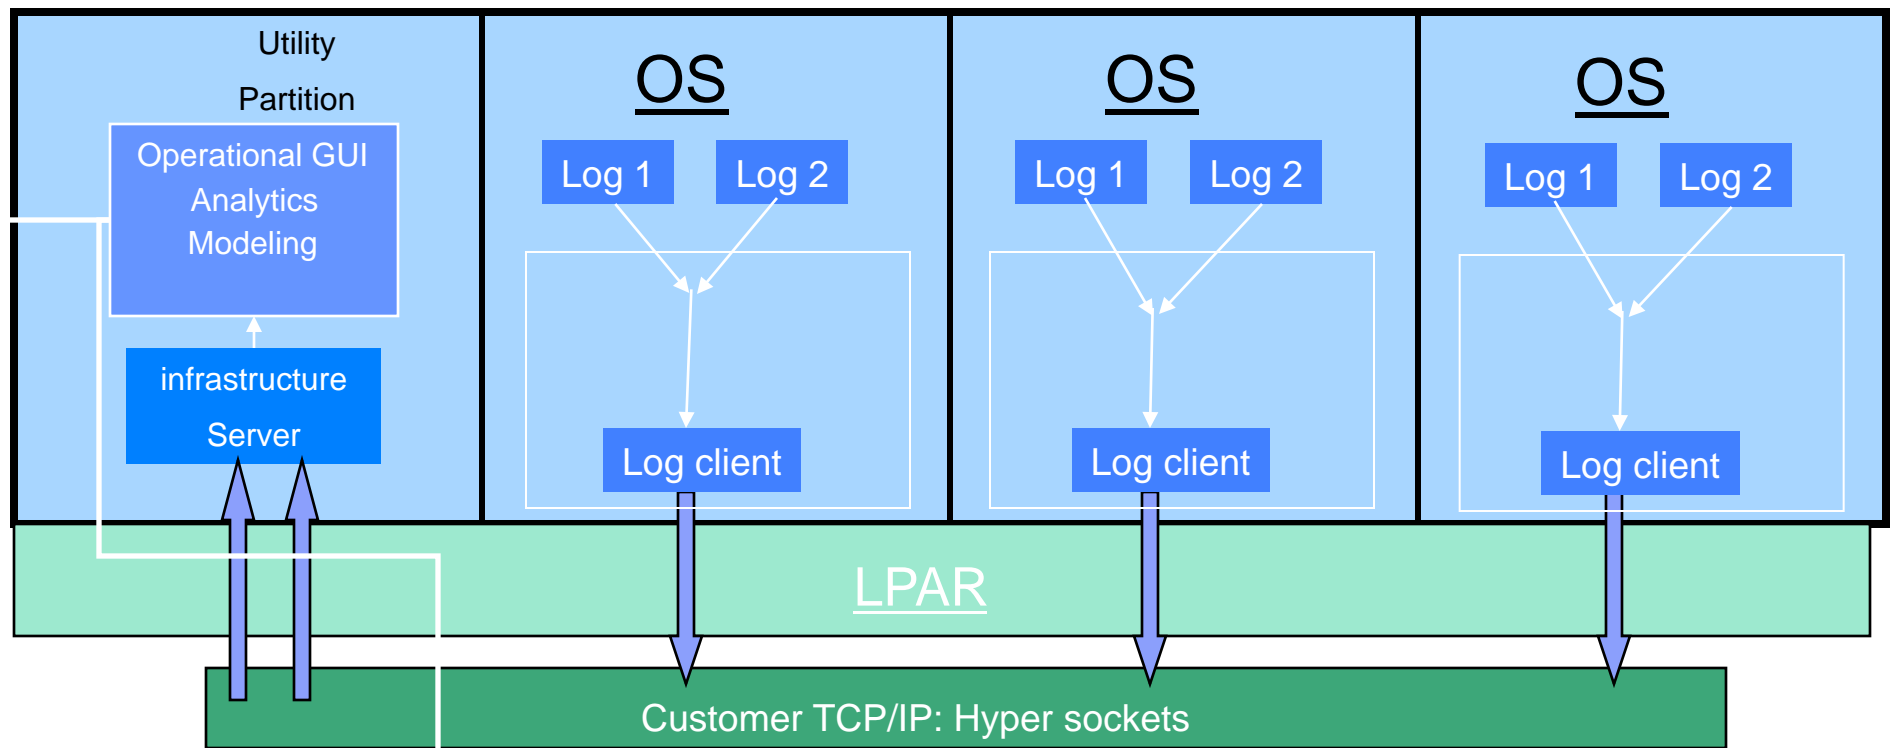 Utility
Partition
Operational GUI
Analytics
Modeling
infrastructure
Server
OS
Log 1
Log 2
Log client
OS
Log 1
Log 2
Log client
OS
Log 1
Log 2
Log client
LPAR
Customer TCP/IP: Hyper sockets